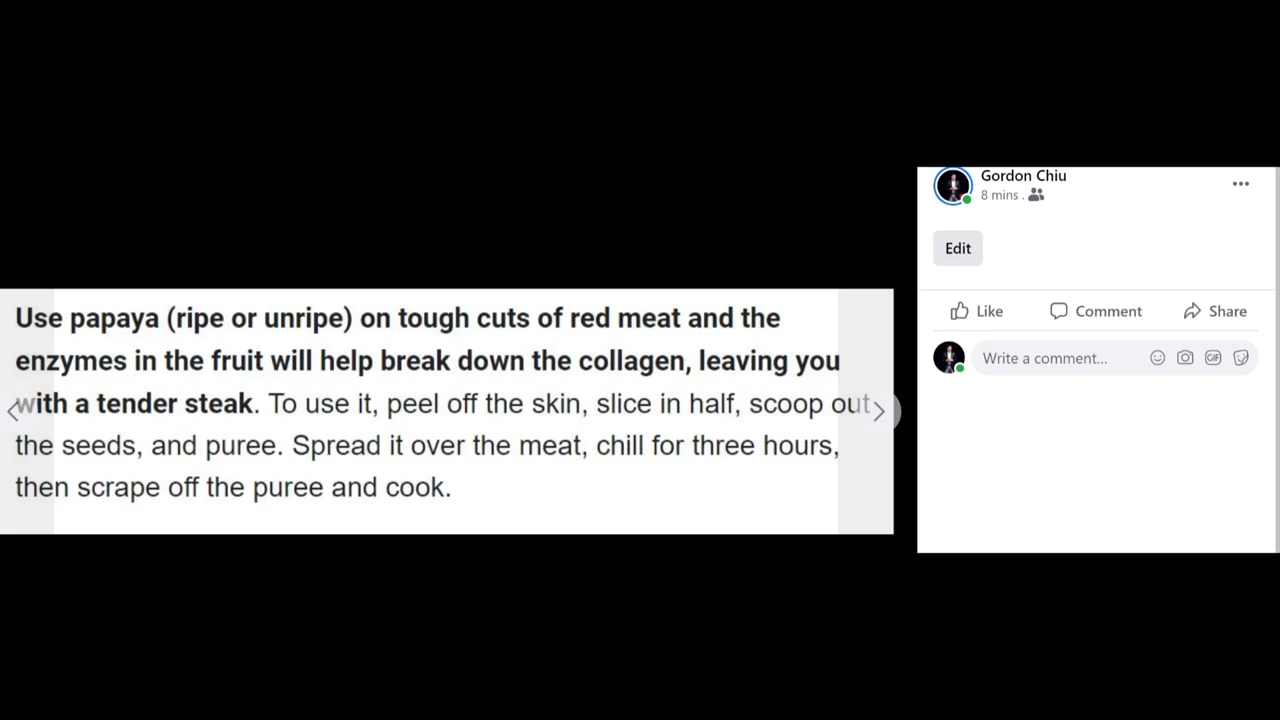 Use papaya (ripe or unripe) on tough cuts of red meat and the
enzymes in the fruit will help break down the collagen, leaving you
with a tender steak. To use it, peel off the skin, slice in half, scoop out
the seeds, and puree. Spread it over the meat, chill for three hours,
then scrape off the puree and cook.
Gordon Chiu
8 mins .
Edit
Like Comment Share
Write a comment... GIF